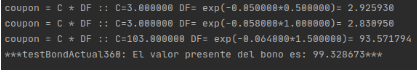 coupon = C * DF :: C=3.000000 DF= exp(-0.050000*0.500000)= 2.925930
coupon = C * DF :: C=3.000000 DF= exp(-0.058000*1.000000)= 2.830950
coupon = C * DF :: C=103.000000 DF= exp(-0.064000*1.500000)= 93.571794
***testBondActual360: El valor presente del bono es: 99.328673***